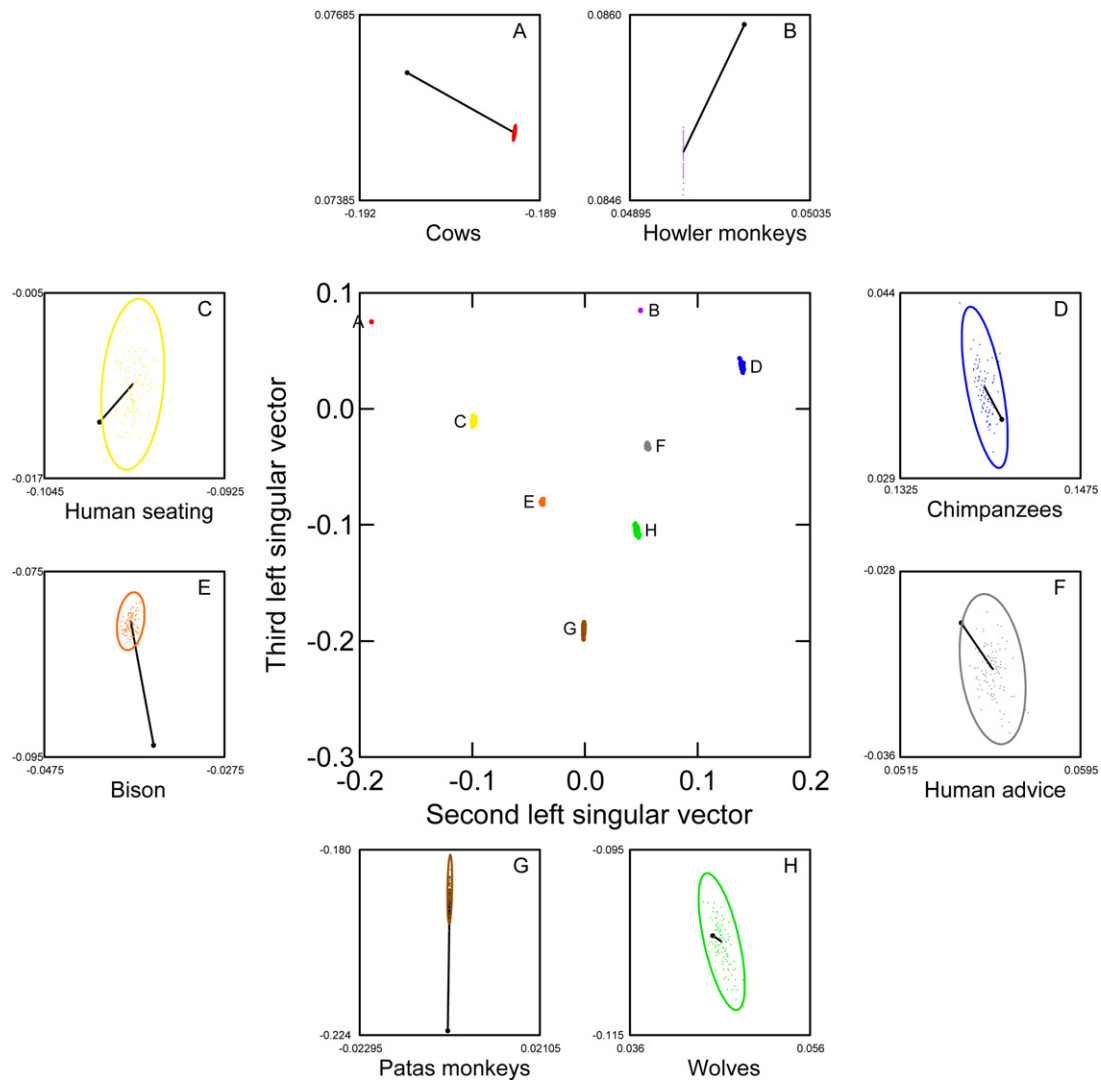 0.07685
A
0.07385
-0.192
-0.189
Cows
0.0860
B
0.0846
0.04895
0.05035
Howler monkeys
-0.005
C
-0.017
-0.1045
-0.0925
Human seating
0.1
0.0
-0.1
-0.2
-0.3
-0.2
-0.1
0.0
0.1
0.2
Third left singular vector
Second left singular vector
A
B
C
D
E
F
G
H
0.044
D
0.029
0.1325
0.1475
Chimpanzees
-0.075
E
-0.095
-0.0475
-0.0275
Bison
-0.028
F
-0.036
0.0515
0.0595
Human advice
-0.180
G
-0.224
-0.02295
0.02105
Patas monkeys
-0.095
H
-0.115
0.036
0.056
Wolves